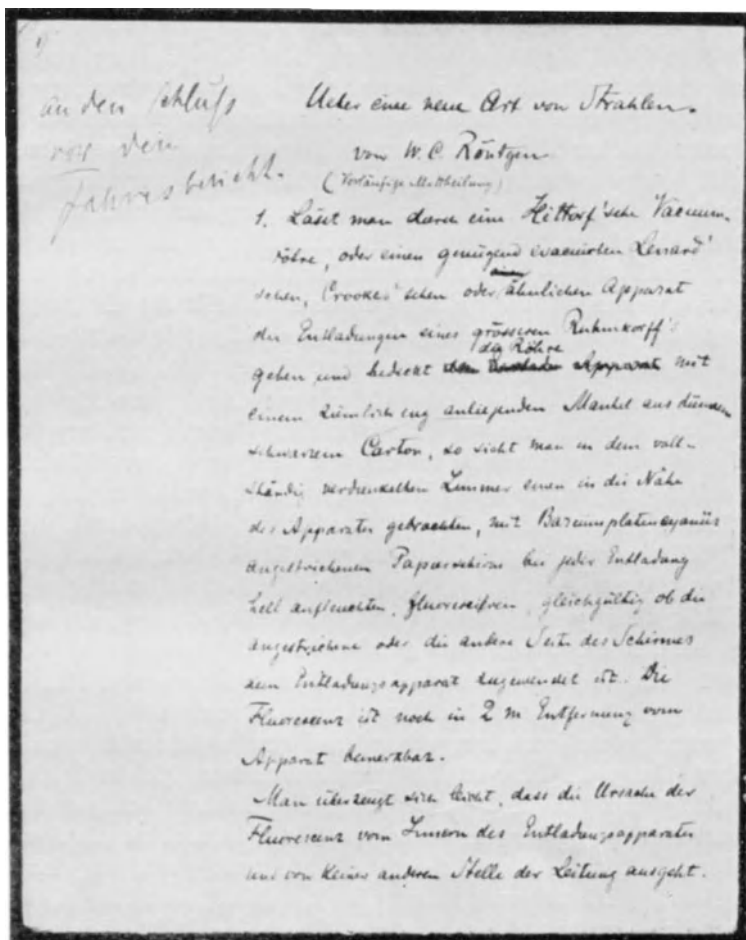 an den Schluß
vor dem
Jahresbericht.
Ueber eine neue Art von Strahlen.
von W. C. Röntgen
(Vorläufige Mittheilung)
1. Lässt man durch eine Hittorf'sche Vacuum-
röhre, oder einen genügend evacuirten Lenard'
schen, Crookes'schen oder ähnlichen Apparat
die Entladungen eines grösseren Ruhmkorff's
gehen und bedeckt die Röhre Apparat mit
einem ziemlich eng anliegenden Mantel aus dünnem
schwarzem Carton, so sieht man in dem voll-
ständig verdunkelten Zimmer einen in die Nähe
des Apparates gebrachten, mit Bariumplatincyanür
angestrichenen Papierschirm bei jeder Entladung
hell aufleuchten, fluoresciren, gleichgültig ob die
angestrichene oder die andere Seite des Schirmes
dem Entladungsapparat zugewendet ist. Die
Fluorescenz ist noch in 2 m Entfernung vom
Apparat bemerkbar.
Man überzeugt sich leicht, dass die Ursache der
Fluorescenz vom Innern des Entladungsapparates
und von keiner anderen Stelle der Leitung ausgeht.